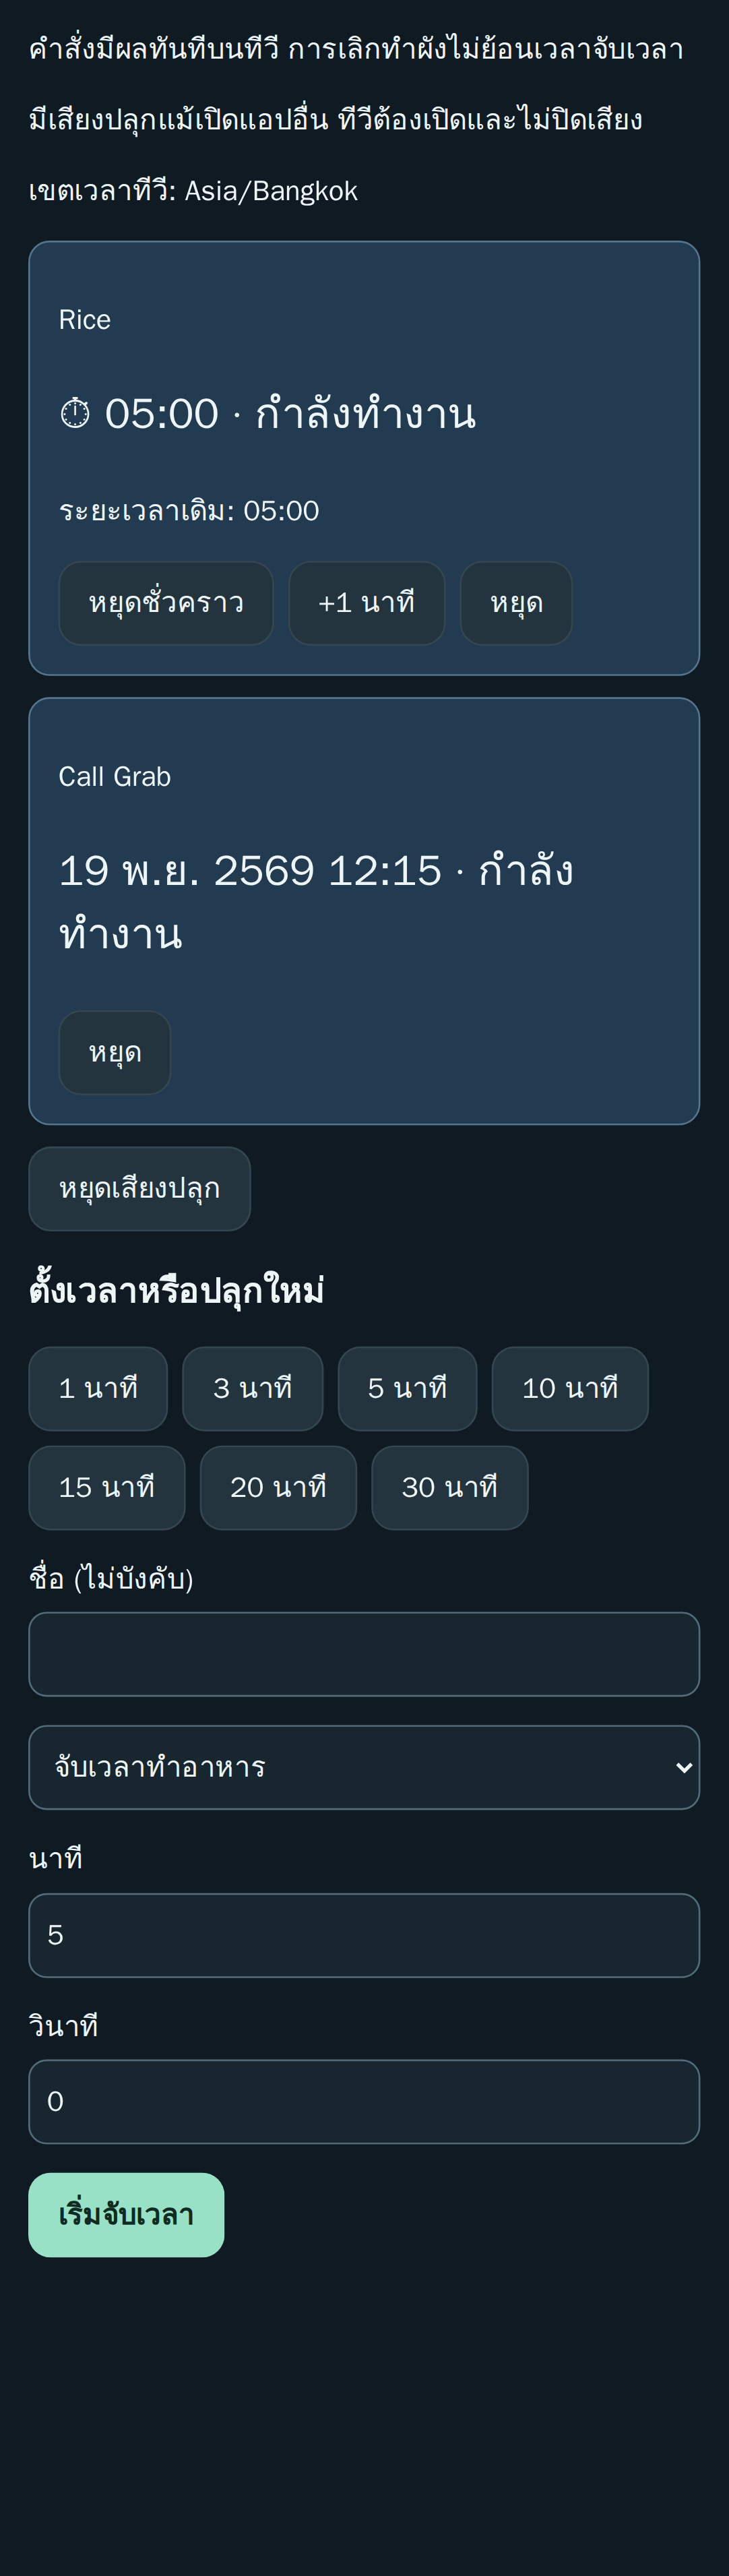 คำสั่งมีผลทันทีบนทีวี การเลิกทำผังไม่ย้อนเวลาจับเวลา
มีเสียงปลุกแม้เปิดแอปอื่น ทีวีต้องเปิดและไม่ปิดเสียง
เขตเวลาทีวี: Asia/Bangkok
Rice
⏱ 05:00 · กำลังทำงาน
ระยะเวลาเดิม: 05:00
หยุดชั่วคราว +1 นาที หยุด
Call Grab
19 พ.ย. 2569 12:15 · กำลัง
ทำงาน
หยุด
หยุดเสียงปลุก
ตั้งเวลาหรือปลุกใหม่
1 นาที 3 นาที 5 นาที 10 นาที
15 นาที 20 นาที 30 นาที
ชื่อ (ไม่บังคับ)
จับเวลาทำอาหาร
นาที
5
วินาที
0
เริ่มจับเวลา